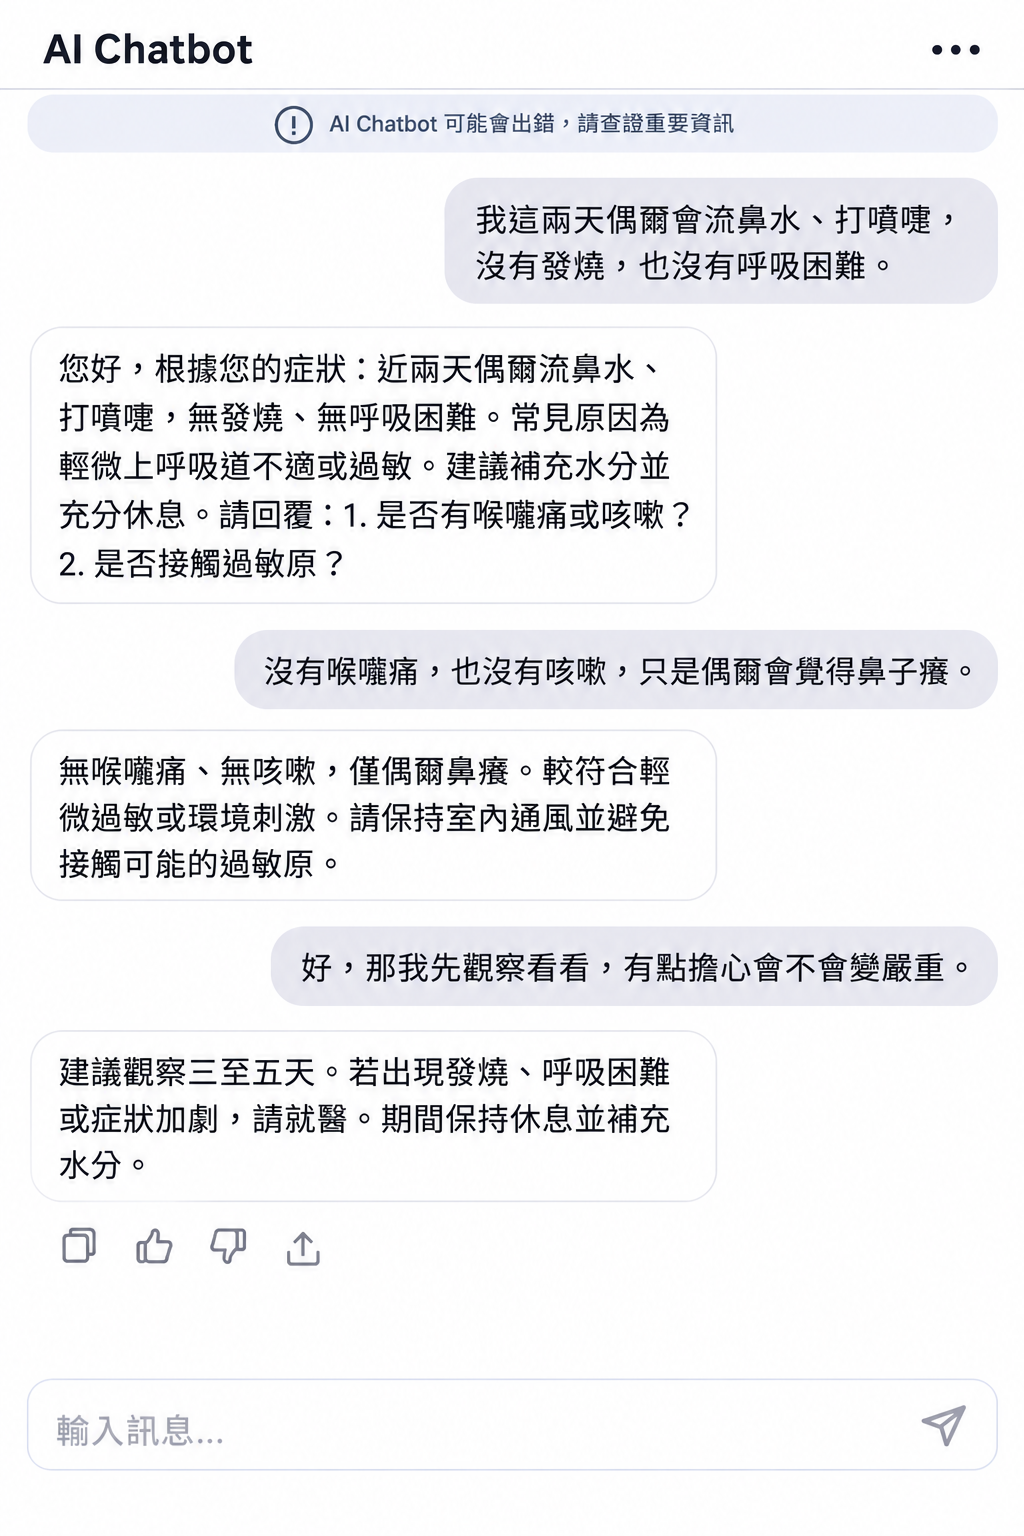 AI Chatbot
AI Chatbot 可能會出錯，請查證重要資訊
我這兩天偶爾會流鼻水、打噴嚏，
沒有發燒，也沒有呼吸困難。
您好，根據您的症狀：近兩天偶爾流鼻水、
打噴嚏，無發燒、無呼吸困難。常見原因為
輕微上呼吸道不適或過敏。建議補充水分並
充分休息。請回覆：1. 是否有喉嚨痛或咳嗽？
2. 是否接觸過敏原？
沒有喉嚨痛，也沒有咳嗽，只是偶爾會覺得鼻子癢。
無喉嚨痛、無咳嗽，僅偶爾鼻癢。較符合輕
微過敏或環境刺激。請保持室內通風並避免
接觸可能的過敏原。
好，那我先觀察看看，有點擔心會不會變嚴重。
建議觀察三至五天。若出現發燒、呼吸困難
或症狀加劇，請就醫。期間保持休息並補充
水分。
輸入訊息...